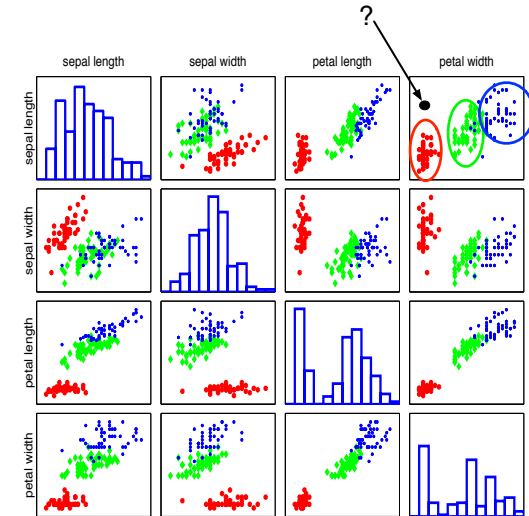 ?
sepal length sepal width petal length petal width
sepal length
sepal width
petal length
petal width